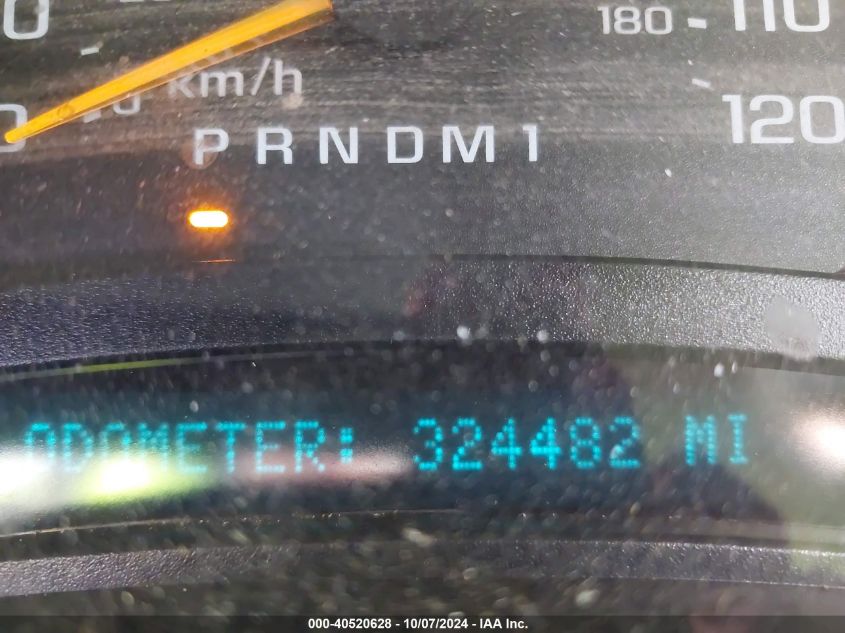 180 110
km/h
120
P R N D M 1
ODOMETER: 324482 MI
000-40520628 - 10/07/2024 - IAA Inc.